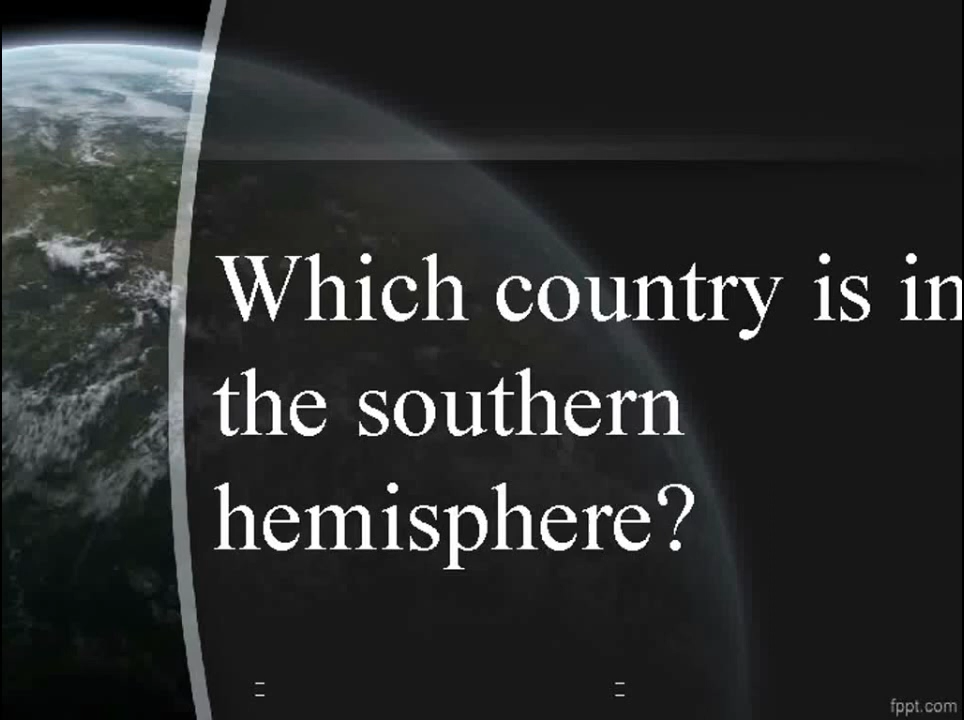 Which country is in
the southern
hemisphere?
fppt.com